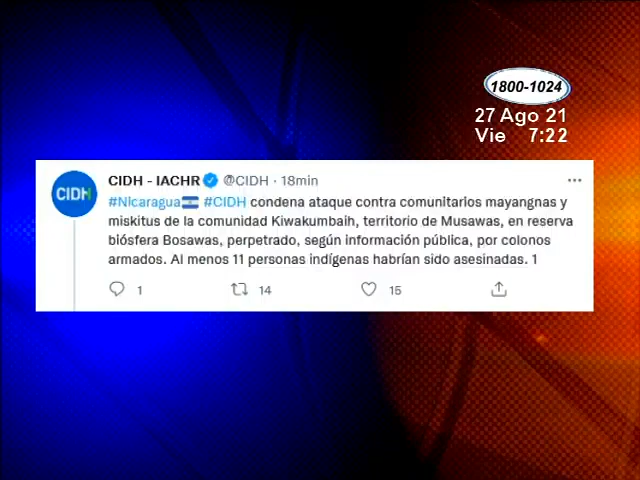 1800-1024
27 Ago 21
Vie 7:22
CIDH
CIDH - IACHR @CIDH · 18min
#Nicaragua #CIDH condena ataque contra comunitarios mayangnas y
miskitus de la comunidad Kiwakumbaih, territorio de Musawas, en reserva
biósfera Bosawas, perpetrado, según información pública, por colonos
armados. Al menos 11 personas indígenas habrían sido asesinadas. 1
1 14 15